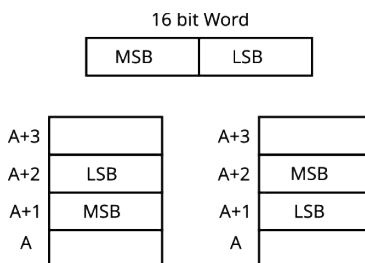 16 bit Word
MSB LSB
A+3 A+3
A+2 LSB A+2 MSB
A+1 MSB A+1 LSB
A A